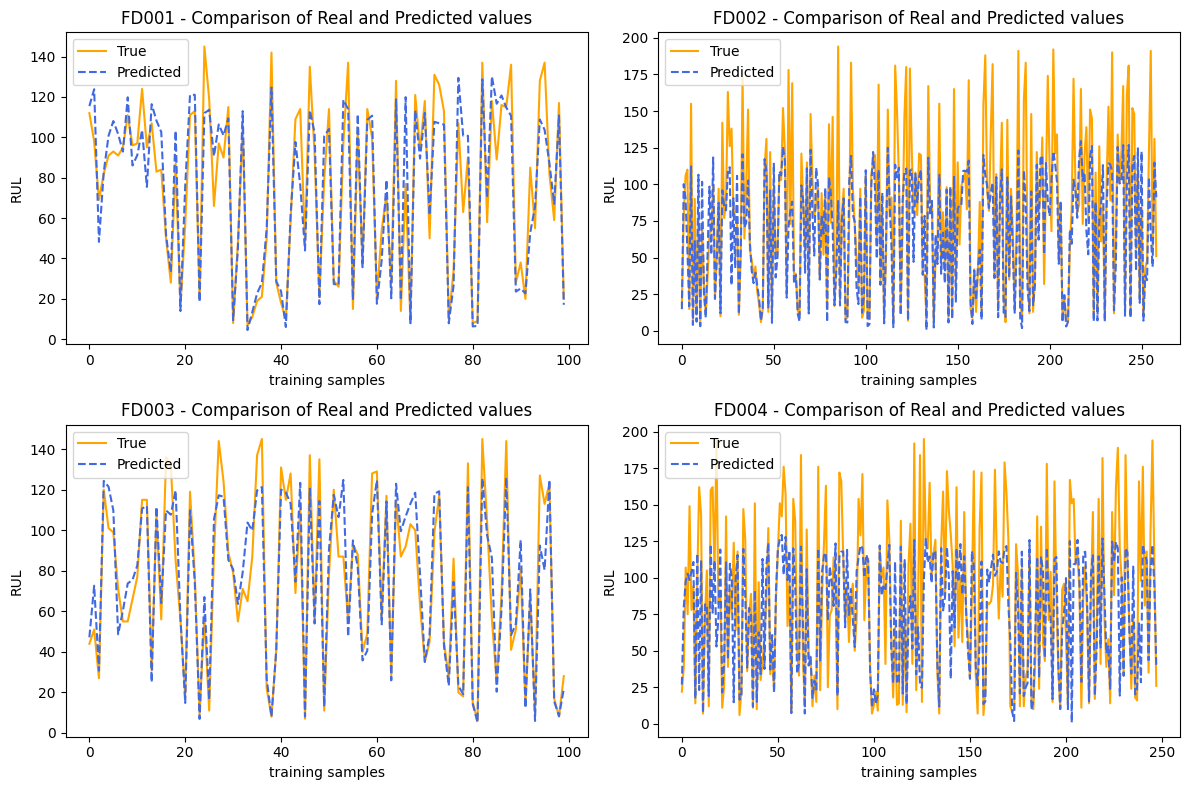 FD001 - Comparison of Real and Predicted values
140
120
100
80
60
40
20
0
RUL
True
Predicted
0 20 40 60 80 100
training samples
FD002 - Comparison of Real and Predicted values
200
175
150
125
100
75
50
25
0
RUL
True
Predicted
0 50 100 150 200 250
training samples
FD003 - Comparison of Real and Predicted values
140
120
100
80
60
40
20
0
RUL
True
Predicted
0 20 40 60 80 100
training samples
FD004 - Comparison of Real and Predicted values
200
175
150
125
100
75
50
25
0
RUL
True
Predicted
0 50 100 150 200 250
training samples